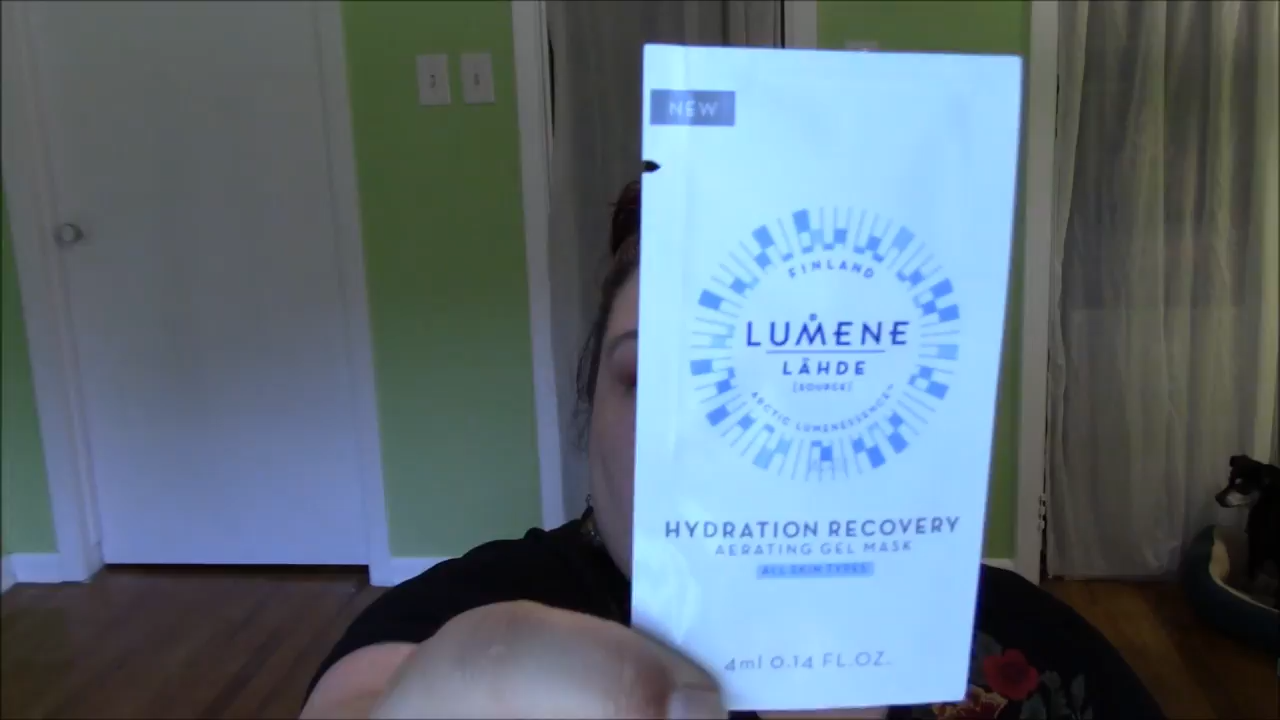 NEW
FINLAND
LUMENE
LÄHDE
[SOURCE]
ARCTIC LUMENESSENCE™
HYDRATION RECOVERY
AERATING GEL MASK
ALL SKIN TYPES
4ml 0.14 FL.OZ.